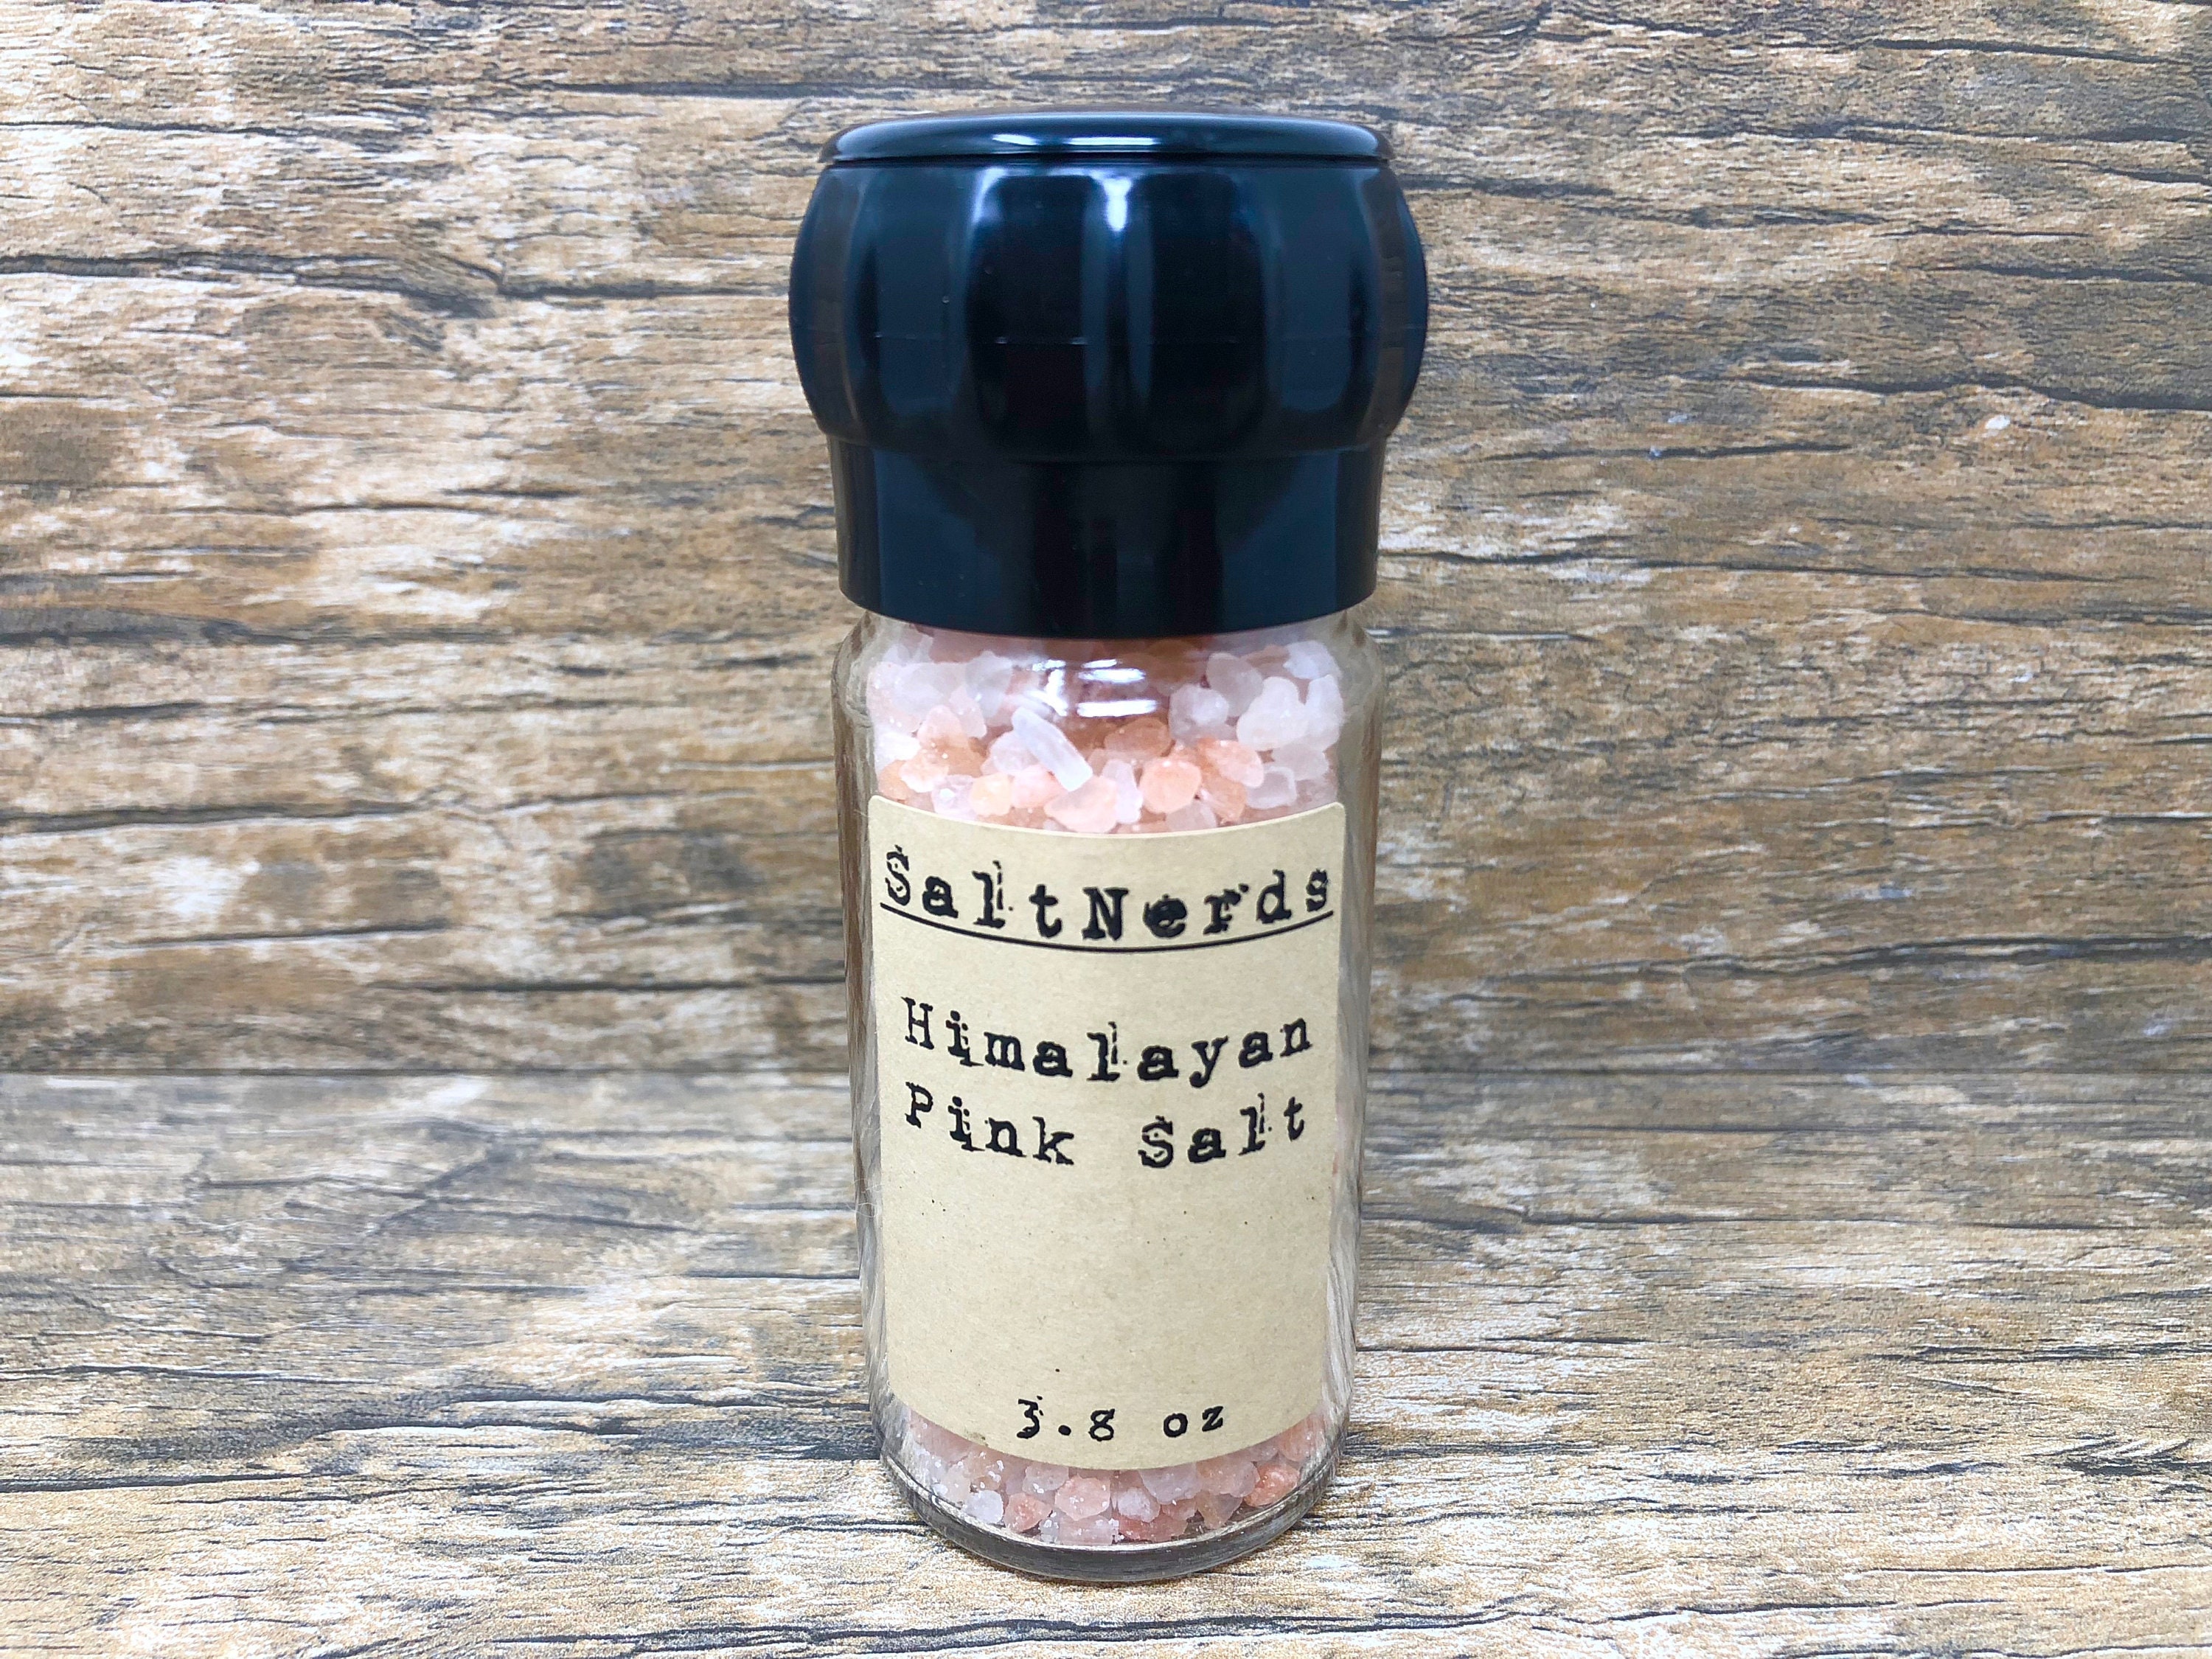 SaltNerds
Himalayan
Pink Salt
3.8 oz